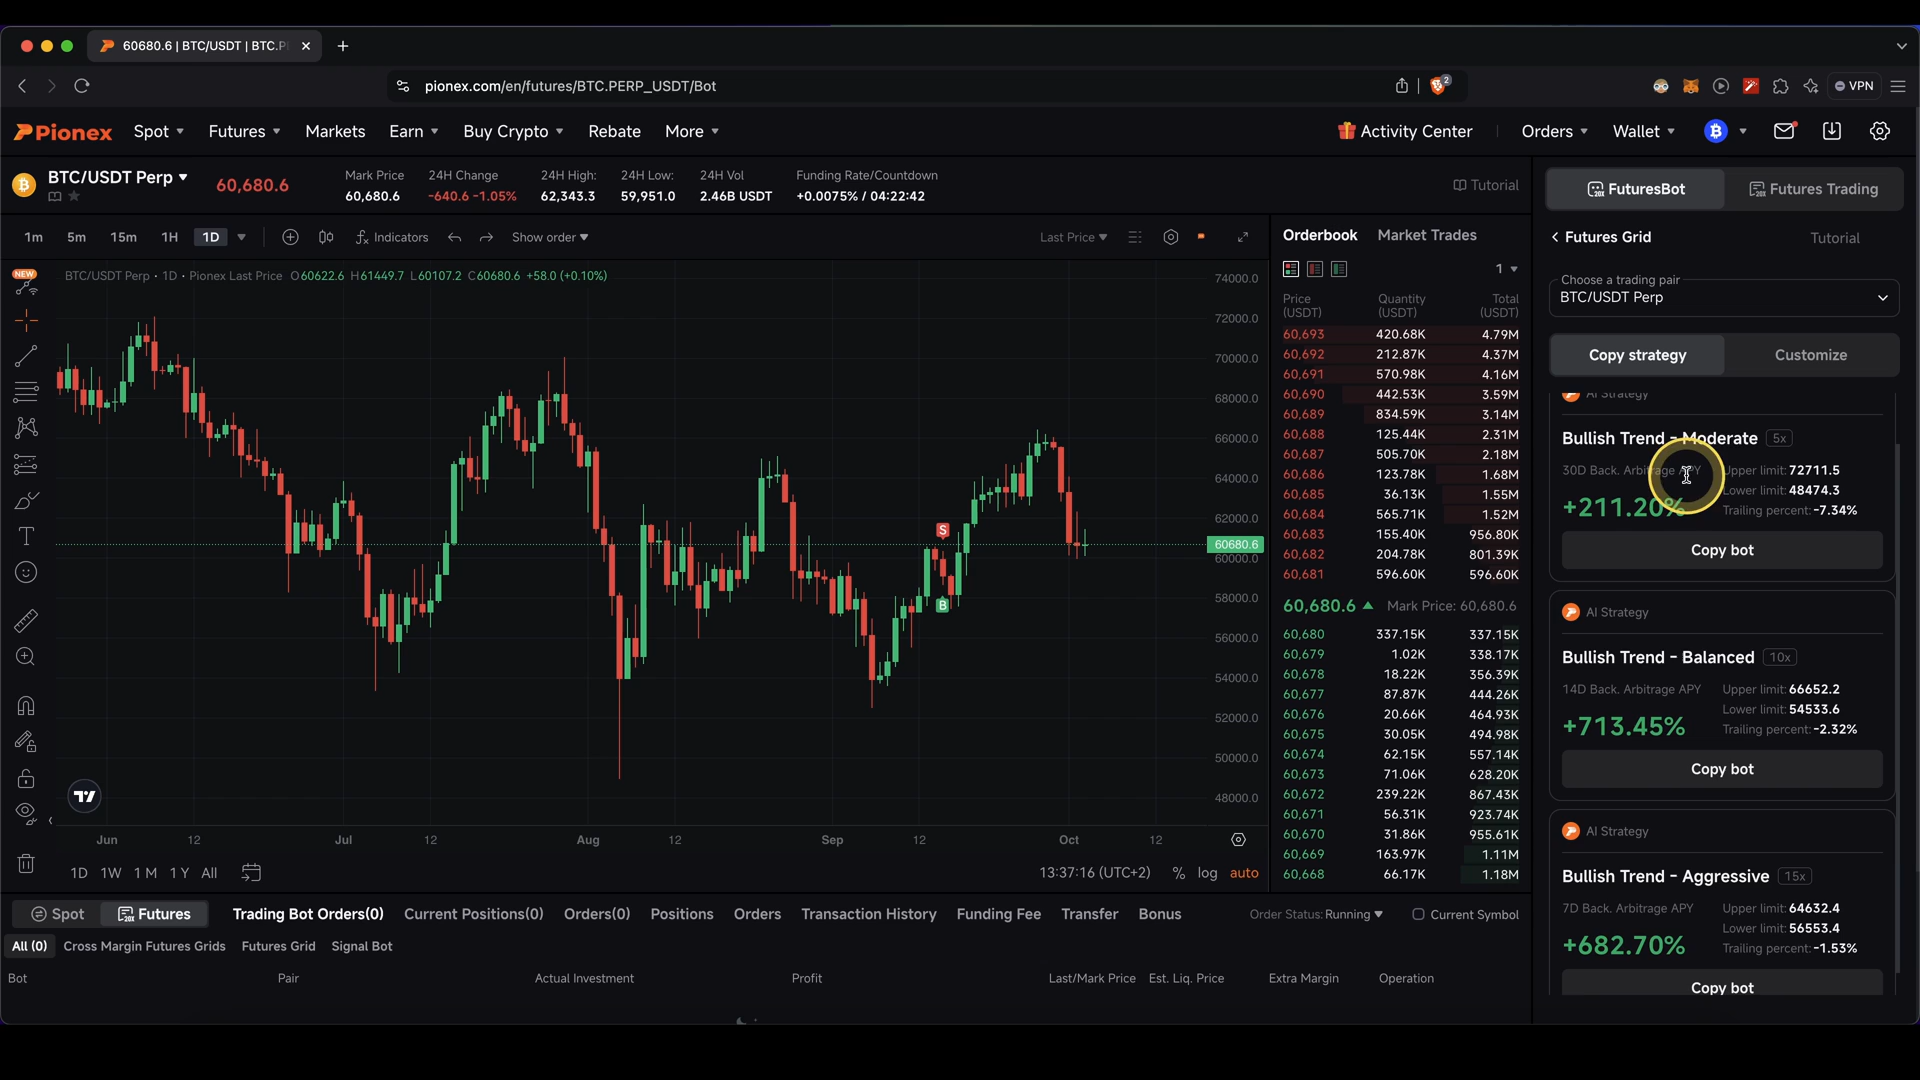 60680.6 | BTC/USDT | BTC.P
pionex.com/en/futures/BTC.PERP_USDT/Bot
2
VPN
Pionex
Spot
Futures
Markets
Earn
Buy Crypto
Rebate
More
Activity Center
Orders
Wallet
BTC/USDT Perp
60,680.6
Mark Price
60,680.6
24H Change
-640.6 -1.05%
24H High:
62,343.3
24H Low:
59,951.0
24H Vol
2.46B USDT
Funding Rate/Countdown
+0.0075% / 04:22:42
Tutorial
FuturesBot
Futures Trading
1m 5m 15m 1H 1D
Indicators
Show order
Last Price
NEW
BTC/USDT Perp · 1D · Pionex Last Price O60622.6 H61449.7 L60107.2 C60680.6 +58.0 (+0.10%)
74000.0
72000.0
70000.0
68000.0
66000.0
64000.0
62000.0
60680.6
60000.0
58000.0
56000.0
54000.0
52000.0
50000.0
48000.0
S
B
Jun 12 Jul 12 Aug 12 Sep 12 Oct 12
1D 1W 1M 1Y All
13:37:16 (UTC+2) % log auto
Orderbook
Market Trades
1
Price (USDT) Quantity (USDT) Total (USDT)
60,693 420.68K 4.79M
60,692 212.87K 4.37M
60,691 570.98K 4.16M
60,690 442.53K 3.59M
60,689 834.59K 3.14M
60,688 125.44K 2.31M
60,687 505.70K 2.18M
60,686 123.78K 1.68M
60,685 36.13K 1.55M
60,684 565.71K 1.52M
60,683 155.40K 956.80K
60,682 204.78K 801.39K
60,681 596.60K 596.60K
60,680.6 Mark Price: 60,680.6
60,680 337.15K 337.15K
60,679 1.02K 338.17K
60,678 18.22K 356.39K
60,677 87.87K 444.26K
60,676 20.66K 464.93K
60,675 30.05K 494.98K
60,674 62.15K 557.14K
60,673 71.06K 628.20K
60,672 239.22K 867.43K
60,671 56.31K 923.74K
60,670 31.86K 955.61K
60,669 163.97K 1.11M
60,668 66.17K 1.18M
Futures Grid
Tutorial
Choose a trading pair
BTC/USDT Perp
Copy strategy
Customize
AI Strategy
Bullish Trend - Moderate 5x
30D Back. Arbitrage APY
+211.20%
Upper limit: 72711.5
Lower limit: 48474.3
Trailing percent: -7.34%
Copy bot
AI Strategy
Bullish Trend - Balanced 10x
14D Back. Arbitrage APY
+713.45%
Upper limit: 66652.2
Lower limit: 54533.6
Trailing percent: -2.32%
Copy bot
AI Strategy
Bullish Trend - Aggressive 15x
7D Back. Arbitrage APY
+682.70%
Upper limit: 64632.4
Lower limit: 56553.4
Trailing percent: -1.53%
Copy bot
Spot
Futures
Trading Bot Orders(0)
Current Positions(0)
Orders(0)
Positions
Orders
Transaction History
Funding Fee
Transfer
Bonus
Order Status: Running
Current Symbol
All (0)
Cross Margin Futures Grids
Futures Grid
Signal Bot
Bot
Pair
Actual Investment
Profit
Last/Mark Price
Est. Liq. Price
Extra Margin
Operation